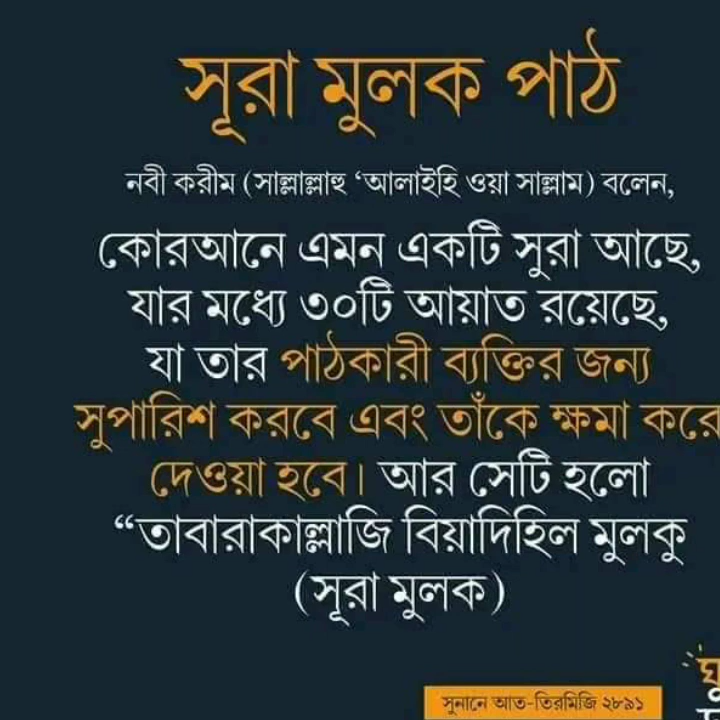 সূরা মুলক পাঠ
নবী করীম (সাল্লাল্লাহু ‘আলাইহি ওয়া সাল্লাম) বলেন,
কোরআনে এমন একটি সুরা আছে,
যার মধ্যে ৩০টি আয়াত রয়েছে,
যা তার পাঠকারী ব্যক্তির জন্য
সুপারিশ করবে এবং তাঁকে ক্ষমা করে
দেওয়া হবে। আর সেটি হলো
“তাবারাকাল্লাজি বিয়াদিহিল মুলকু
(সূরা মুলক)
সুনানে আত-তিরমিজি ২৮৯১